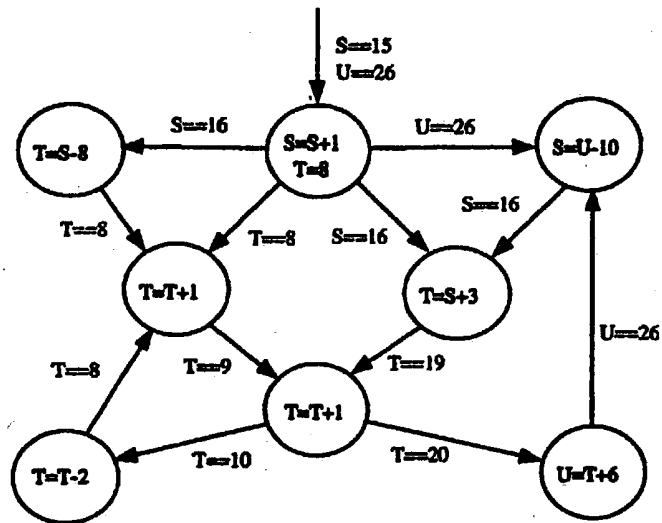 S==15
U==26
S==16
U==26
T=S-8
S=S+1
T=8
S=U-10
T==8
T==8
S==16
S==16
T=T+1
T=S+3
U==26
T==8
T==9
T==19
T=T+1
T==10
T==20
T=T-2
U=T+6